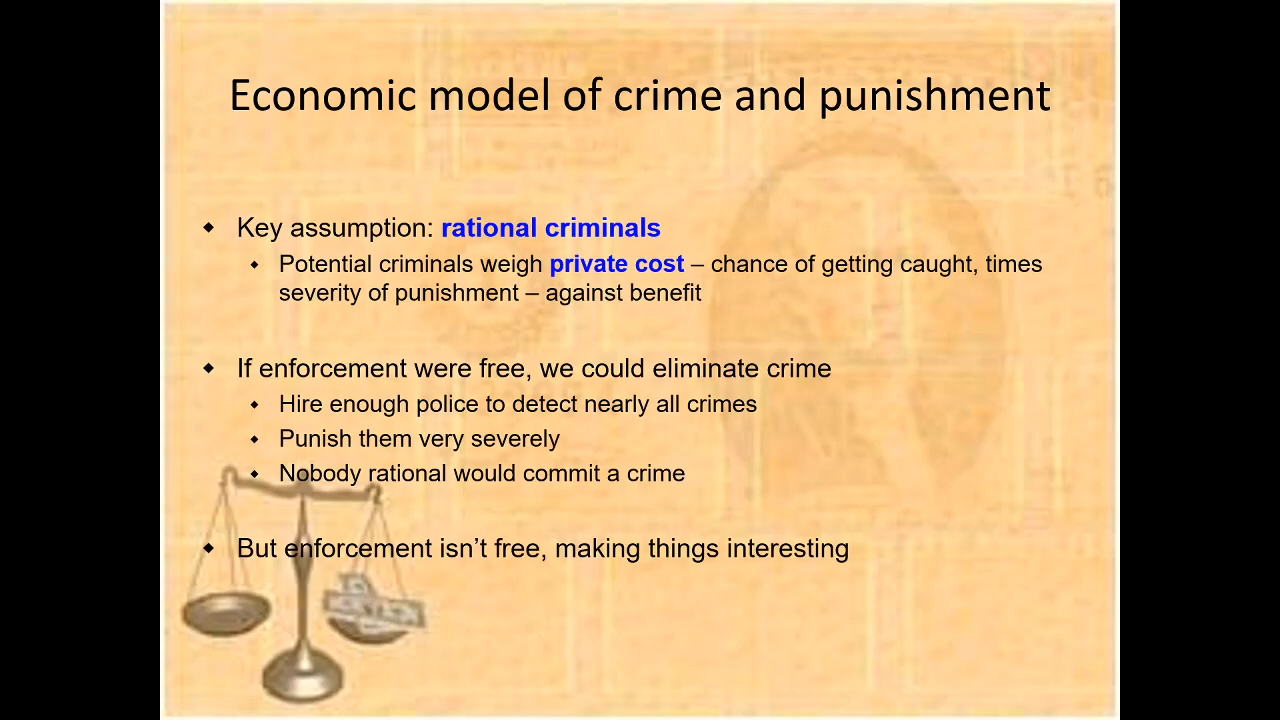 Economic model of crime and punishment
Key assumption: rational criminals
Potential criminals weigh private cost – chance of getting caught, times
severity of punishment – against benefit
If enforcement were free, we could eliminate crime
Hire enough police to detect nearly all crimes
Punish them very severely
Nobody rational would commit a crime
But enforcement isn’t free, making things interesting